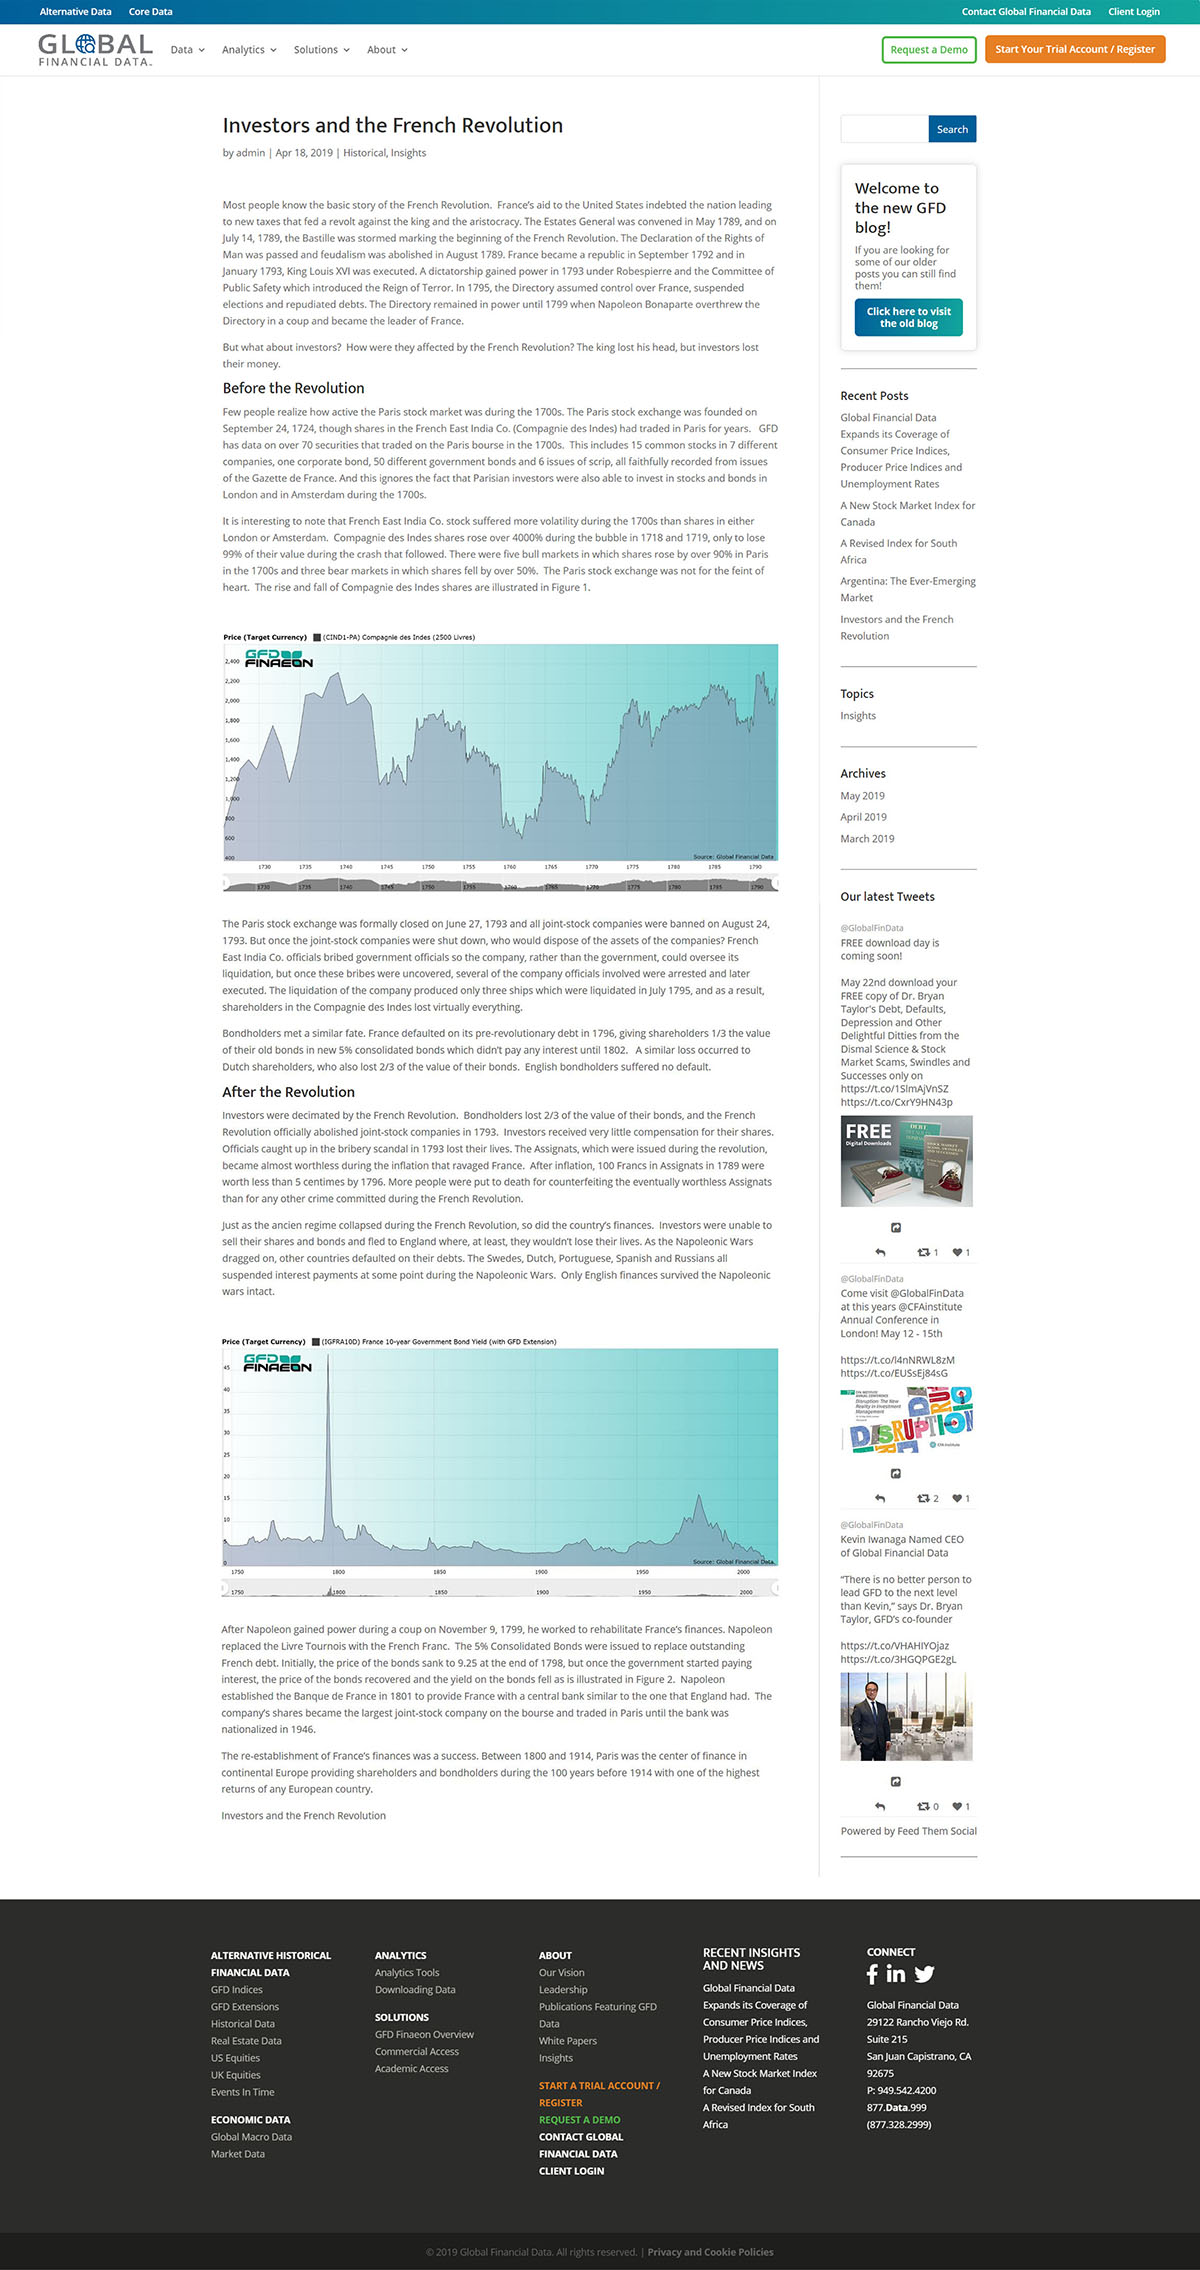 Alternative Data Core Data Contact Global Financial Data Client Login
GLOBAL
FINANCIAL DATA
Data Analytics Solutions About Request a Demo Start Your Trial Account / Register
Investors and the French Revolution
by admin | Apr 18, 2019 | Historical, Insights
Most people know the basic story of the French Revolution. France's aid to the United States indebted the nation leading
to new taxes that fed a revolt against the king and the aristocracy. The Estates General was convened in May 1789, and on
July 14, 1789, the Bastille was stormed marking the beginning of the French Revolution. The Declaration of the Rights of
Man was passed and feudalism was abolished in August 1789. France became a republic in September 1792 and in
January 1793, King Louis XVI was executed. A dictatorship gained power in 1793 under Robespierre and the Committee of
Public Safety which introduced the Reign of Terror. In 1795, the Directory assumed control over France, suspended
elections and repudiated debts. The Directory remained in power until 1799 when Napoleon Bonaparte overthrew the
Directory in a coup and became the leader of France.
But what about investors? How were they affected by the French Revolution? The king lost his head, but investors lost
their money.
Before the Revolution
Few people realize how active the Paris stock market was during the 1700s. The Paris stock exchange was founded on
September 24, 1724, though shares in the French East India Co. (Compagnie des Indes) had traded in Paris for years. GFD
has data on over 70 securities that traded on the Paris bourse in the 1700s. This includes 15 common stocks in 7 different
companies, one corporate bond, 50 different government bonds and 6 issues of scrip, all faithfully recorded from issues
of the Gazette de France. And this ignores the fact that Parisian investors were also able to invest in stocks and bonds in
London and in Amsterdam during the 1700s.
It is interesting to note that French East India Co. stock suffered more volatility during the 1700s than shares in either
London or Amsterdam. Compagnie des Indes shares rose over 4000% during the bubble in 1718 and 1719, only to lose
99% of their value during the crash that followed. There were five bull markets in which shares rose by over 90% in Paris
in the 1700s and three bear markets in which shares fell by over 50%. The Paris stock exchange was not for the feint of
heart. The rise and fall of Compagnie des Indes shares are illustrated in Figure 1.
Price (Target Currency) (CIND1-PA) Compagnie des Indes (2500 Livres)
GFD
FINAEON
2,400
2,200
2,000
1,800
1,600
1,400
1,200
1,000
800
600
400
Source: Global Financial Data
1730 1735 1740 1745 1750 1755 1760 1765 1770 1775 1780 1785 1790
1730 1735 1740 1745 1750 1755 1760 1765 1770 1775 1780 1785 1790
The Paris stock exchange was formally closed on June 27, 1793 and all joint-stock companies were banned on August 24,
1793. But once the joint-stock companies were shut down, who would dispose of the assets of the companies? French
East India Co. officials bribed government officials so the company, rather than the government, could oversee its
liquidation, but once these bribes were uncovered, several of the company officials involved were arrested and later
executed. The liquidation of the company produced only three ships which were liquidated in July 1795, and as a result,
shareholders in the Compagnie des Indes lost virtually everything.
Bondholders met a similar fate. France defaulted on its pre-revolutionary debt in 1796, giving shareholders 1/3 the value
of their old bonds in new 5% consolidated bonds which didn't pay any interest until 1802. A similar loss occurred to
Dutch shareholders, who also lost 2/3 of the value of their bonds. English bondholders suffered no default.
After the Revolution
Investors were decimated by the French Revolution. Bondholders lost 2/3 of the value of their bonds, and the French
Revolution officially abolished joint-stock companies in 1793. Investors received very little compensation for their shares.
Officials caught up in the bribery scandal in 1793 lost their lives. The Assignats, which were issued during the revolution,
became almost worthless during the inflation that ravaged France. After inflation, 100 Francs in Assignats in 1789 were
worth less than 5 centimes by 1796. More people were put to death for counterfeiting the eventually worthless Assignats
than for any other crime committed during the French Revolution.
Just as the ancien regime collapsed during the French Revolution, so did the country's finances. Investors were unable to
sell their shares and bonds and fled to England where, at least, they wouldn't lose their lives. As the Napoleonic Wars
dragged on, other countries defaulted on their debts. The Swedes, Dutch, Portuguese, Spanish and Russians all
suspended interest payments at some point during the Napoleonic Wars. Only English finances survived the Napoleonic
wars intact.
Price (Target Currency) (IGFRA10D) France 10-year Government Bond Yield (with GFD Extension)
GFD
FINAEON
45
40
35
30
25
20
15
10
5
0
Source: Global Financial Data
1750 1800 1850 1900 1950 2000
1750 1800 1850 1900 1950 2000
After Napoleon gained power during a coup on November 9, 1799, he worked to rehabilitate France's finances. Napoleon
replaced the Livre Tournois with the French Franc. The 5% Consolidated Bonds were issued to replace outstanding
French debt. Initially, the price of the bonds sank to 9.25 at the end of 1798, but once the government started paying
interest, the price of the bonds recovered and the yield on the bonds fell as is illustrated in Figure 2. Napoleon
established the Banque de France in 1801 to provide France with a central bank similar to the one that England had. The
company's shares became the largest joint-stock company on the bourse and traded in Paris until the bank was
nationalized in 1946.
The re-establishment of France's finances was a success. Between 1800 and 1914, Paris was the center of finance in
continental Europe providing shareholders and bondholders during the 100 years before 1914 with one of the highest
returns of any European country.
Investors and the French Revolution
Search
Welcome to
the new GFD
blog!
If you are looking for
some of our older
posts you can still find
them!
Click here to visit
the old blog
Recent Posts
Global Financial Data
Expands its Coverage of
Consumer Price Indices,
Producer Price Indices and
Unemployment Rates
A New Stock Market Index for
Canada
A Revised Index for South
Africa
Argentina: The Ever-Emerging
Market
Investors and the French
Revolution
Topics
Insights
Archives
May 2019
April 2019
March 2019
Our latest Tweets
@GlobalFinData
FREE download day is
coming soon!
May 22nd download your
FREE copy of Dr. Bryan
Taylor's Debt, Defaults,
Depression and Other
Delightful Ditties from the
Dismal Science & Stock
Market Scams, Swindles and
Successes only on
https://t.co/1SlmAjVnSZ
https://t.co/CxrY9HN43p
FREE
Digital Downloads
DEBT
1 1
@GlobalFinData
Come visit @GlobalFinData
at this years @CFAinstitute
Annual Conference in
London! May 12 - 15th
https://t.co/l4nNRWL8zM
https://t.co/EUSsEj84sG
Disruption: The New
Reality in Investment
Management
DISRUPTION
CFA Institute
2 1
@GlobalFinData
Kevin Iwanaga Named CEO
of Global Financial Data
“There is no better person to
lead GFD to the next level
than Kevin,” says Dr. Bryan
Taylor, GFD's co-founder
https://t.co/VHAHIYOjaz
https://t.co/3HGQPGE2gL
0 1
Powered by Feed Them Social
ALTERNATIVE HISTORICAL
FINANCIAL DATA
GFD Indices
GFD Extensions
Historical Data
Real Estate Data
US Equities
UK Equities
Events In Time
ECONOMIC DATA
Global Macro Data
Market Data
ANALYTICS
Analytics Tools
Downloading Data
SOLUTIONS
GFD Finaeon Overview
Commercial Access
Academic Access
ABOUT
Our Vision
Leadership
Publications Featuring GFD
Data
White Papers
Insights
START A TRIAL ACCOUNT /
REGISTER
REQUEST A DEMO
CONTACT GLOBAL
FINANCIAL DATA
CLIENT LOGIN
RECENT INSIGHTS
AND NEWS
Global Financial Data
Expands its Coverage of
Consumer Price Indices,
Producer Price Indices and
Unemployment Rates
A New Stock Market Index
for Canada
A Revised Index for South
Africa
CONNECT
Global Financial Data
29122 Rancho Viejo Rd.
Suite 215
San Juan Capistrano, CA
92675
P: 949.542.4200
877.Data.999
(877.328.2999)
© 2019 Global Financial Data. All rights reserved. | Privacy and Cookie Policies